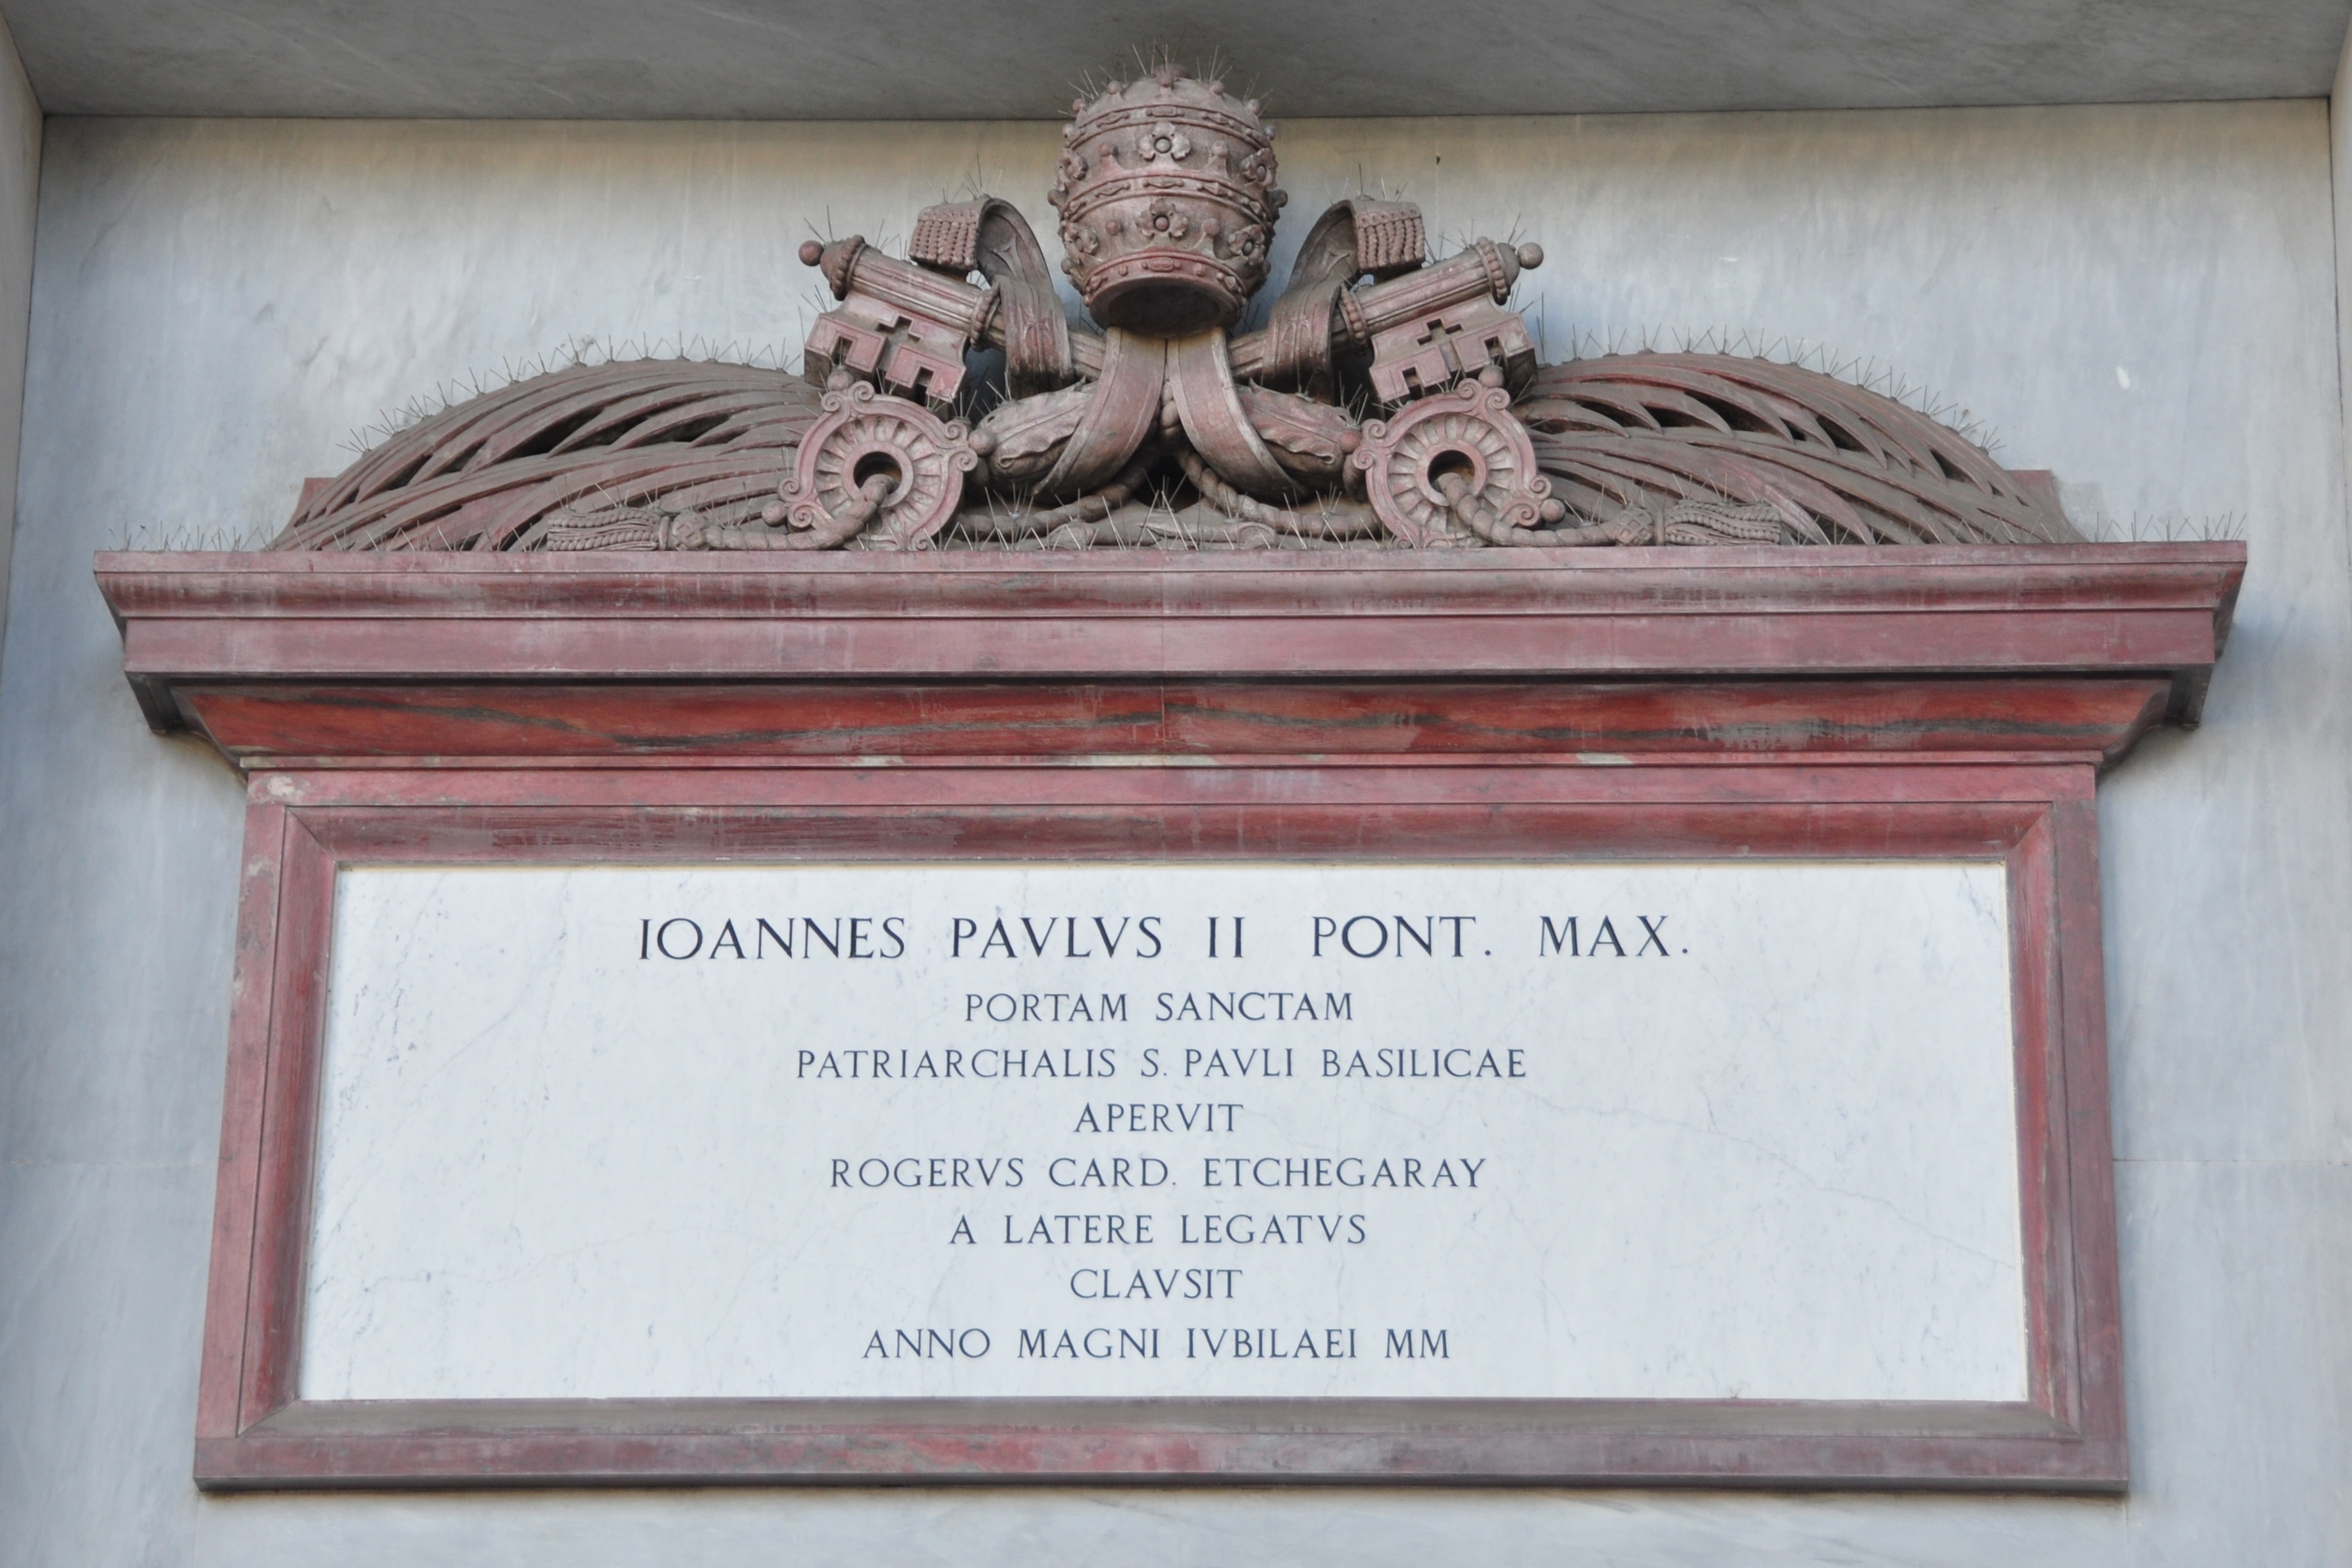 IOANNES PAVLVS II PONT. MAX.
PORTAM SANCTAM
PATRIARCHALIS S. PAVLI BASILICAE
APERVIT
ROGERVS CARD. ETCHEGARAY
A LATERE LEGATVS
CLAVSIT
ANNO MAGNI IVBILAEI MM